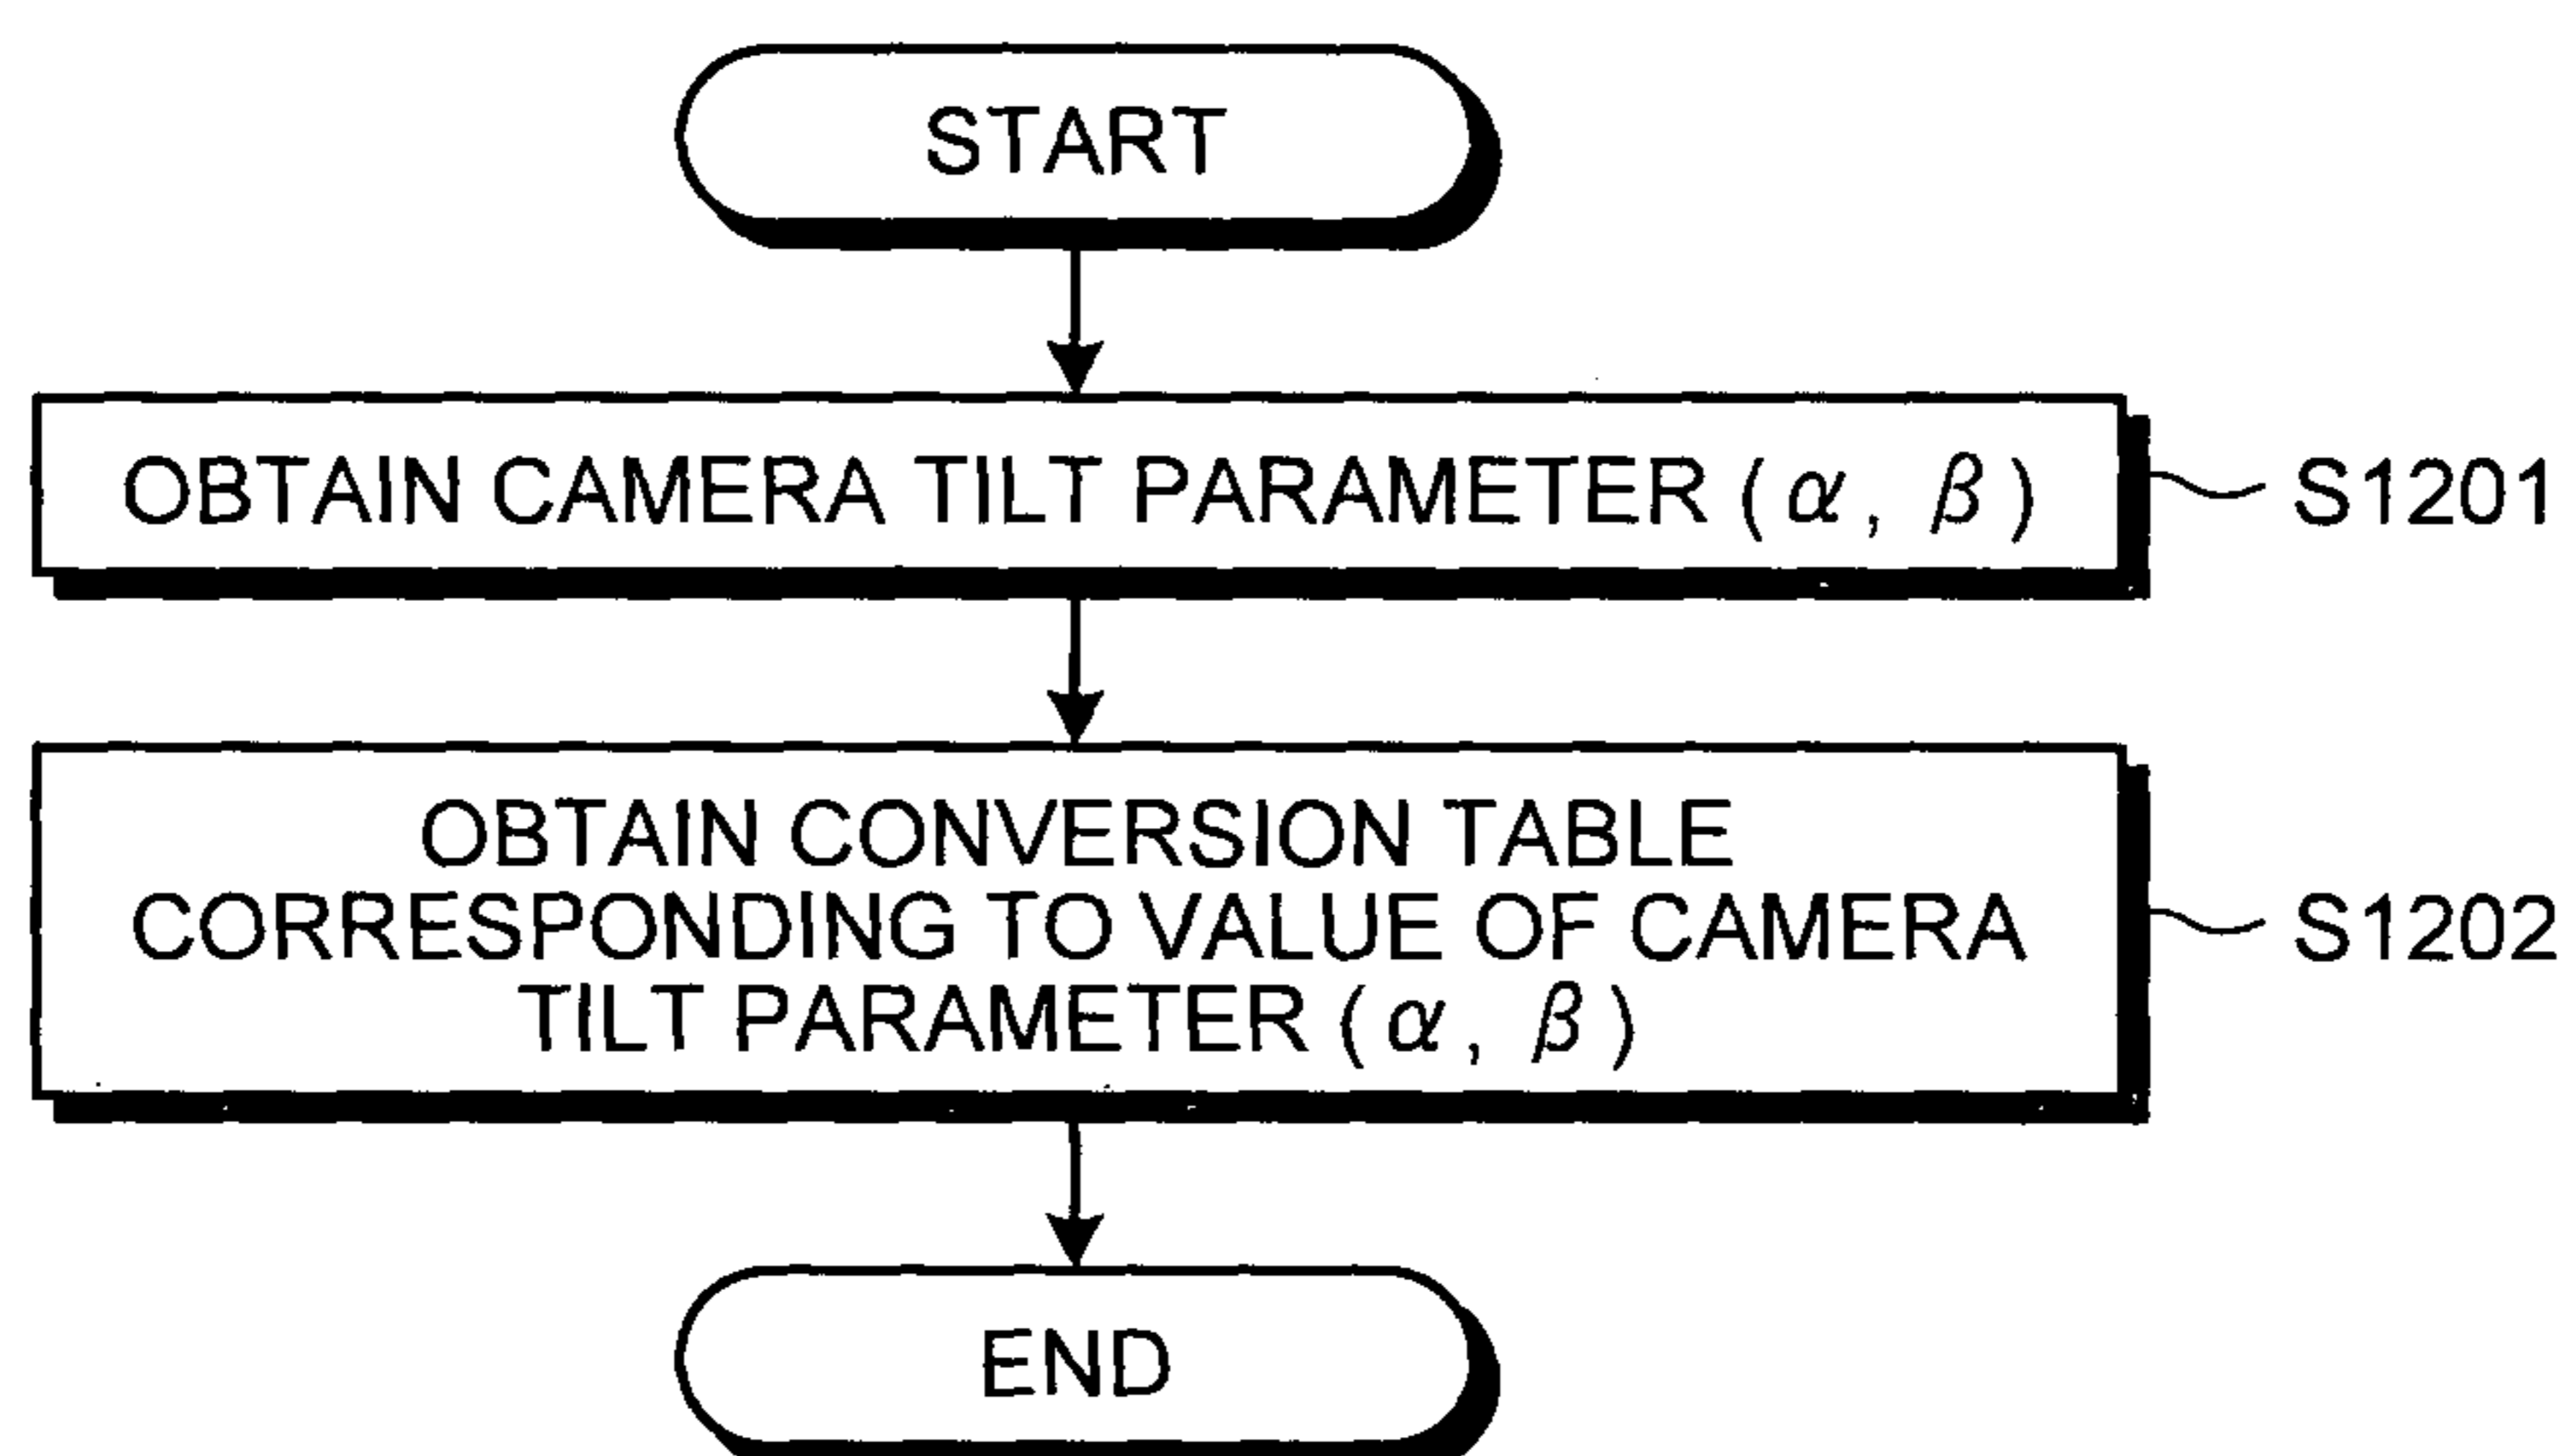 START
OBTAIN CAMERA TILT PARAMETER (α, β)
S1201
OBTAIN CONVERSION TABLE
CORRESPONDING TO VALUE OF CAMERA
TILT PARAMETER (α, β)
S1202
END